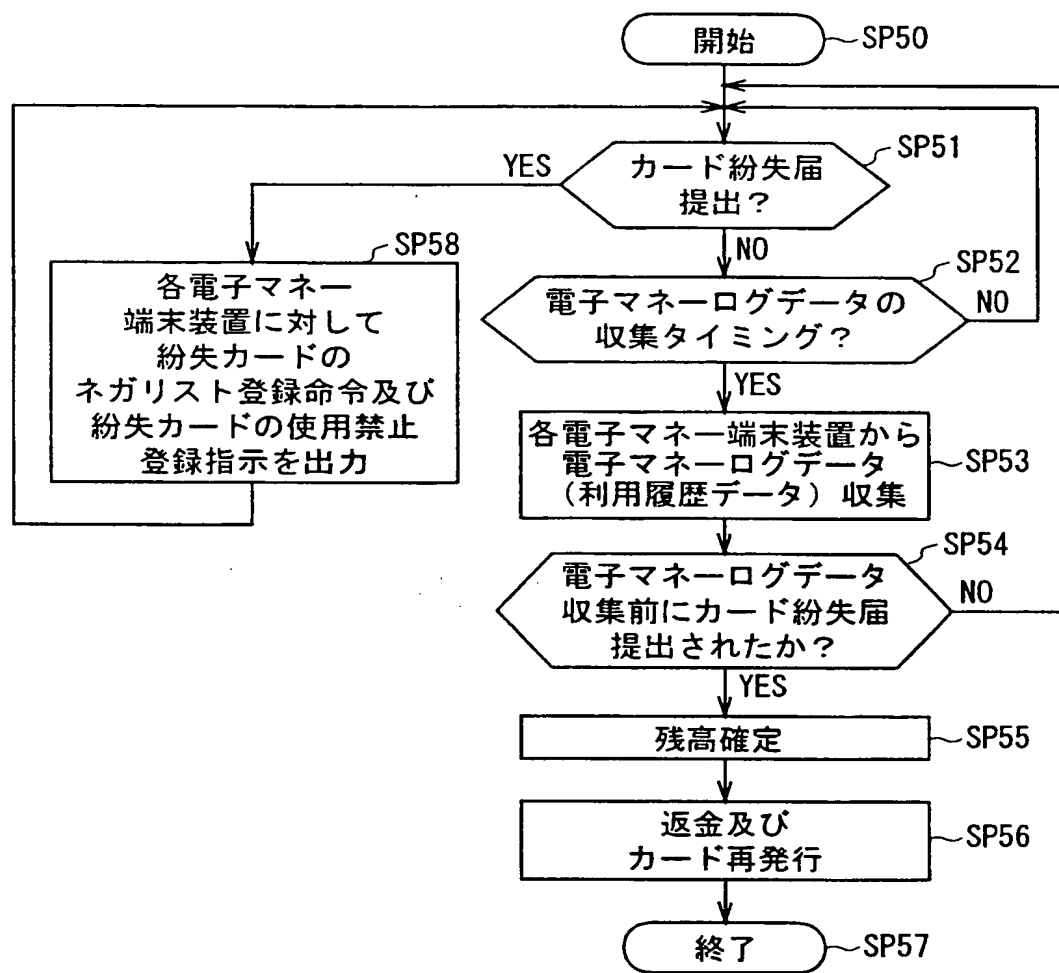 開始
SP50
SP51
YES
カード紛失届
提出?
NO
SP58
各電子マネー
端末装置に対して
紛失カードの
ネガリスト登録命令及び
紛失カードの使用禁止
登録指示を出力
SP52
電子マネーログデータの
収集タイミング?
NO
YES
各電子マネー端末装置から
電子マネーログデータ
(利用履歴データ)収集
SP53
SP54
電子マネーログデータ
収集前にカード紛失届
提出されたか?
NO
YES
残高確定
SP55
返金及び
カード再発行
SP56
終了
SP57